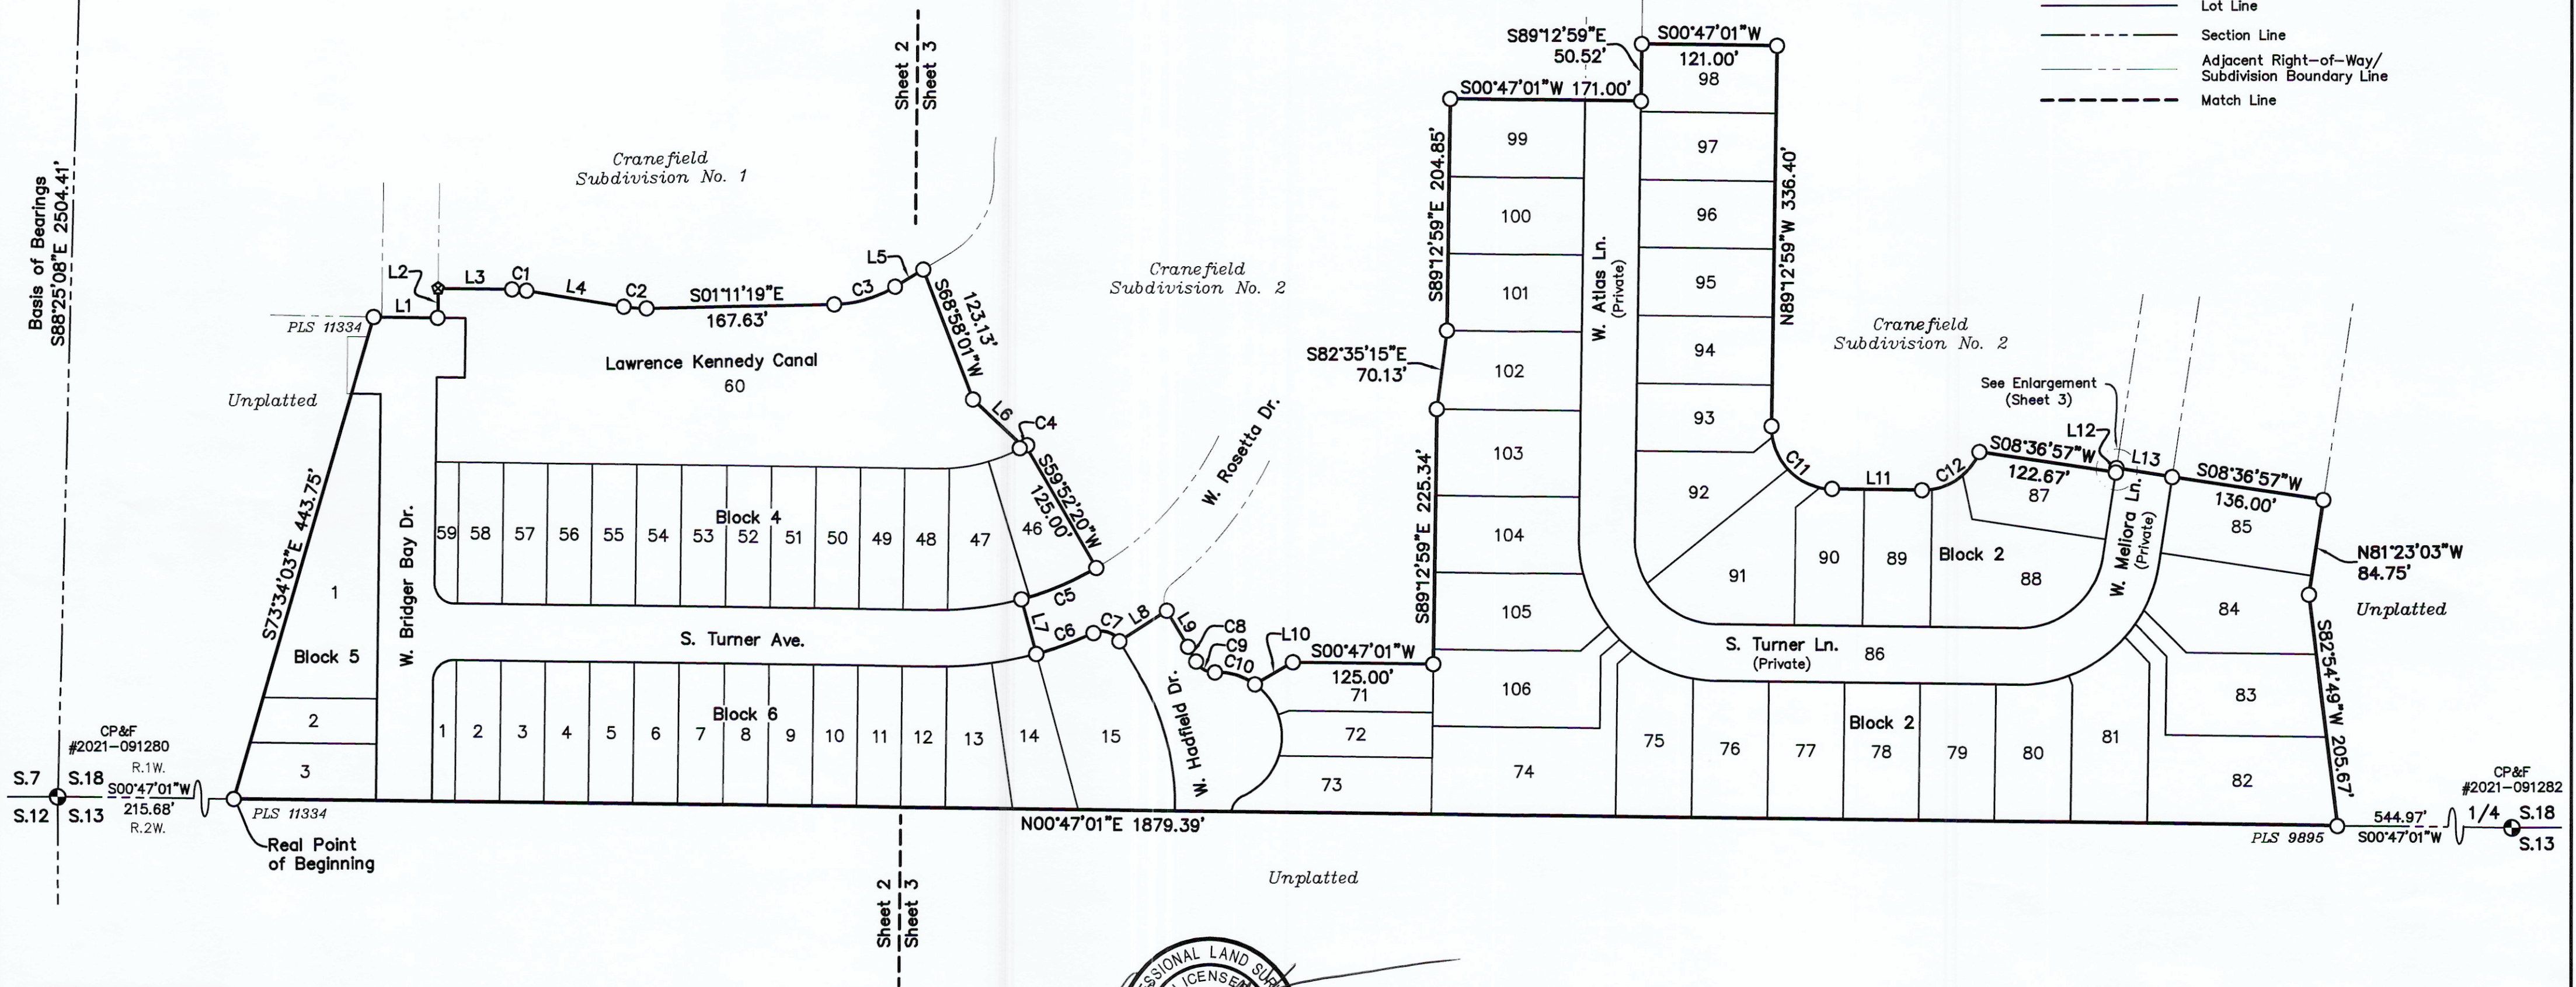 Lot Line
Section Line
Adjacent Right-of-Way/
Subdivision Boundary Line
Match Line
Basis of Bearings
S88°25'08"E 2504.41'
Sheet 2
Sheet 3
Cranefield
Subdivision No. 1
Cranefield
Subdivision No. 2
Cranefield
Subdivision No. 2
S89°12'59"E
50.52'
S00°47'01"W
121.00'
S00°47'01"W 171.00'
S89°12'59"E 204.85'
S82°35'15"E
70.13'
S89°12'59"E 225.34'
N89°12'59"W 336.40'
98
97
96
95
94
93
92
91
90
89
88
87
99
100
101
102
103
104
105
106
W. Atlas Ln.
(Private)
C11
L11
C12
S08°36'57"W
122.67'
See Enlargement
(Sheet 3)
L12
L13
S08°36'57"W
136.00'
85
N81°23'03"W
84.75'
Unplatted
84
S82°54'49"W 205.67'
83
82
W. Meliora Ln.
(Private)
Block 2
S. Turner Ln.
(Private)
86
Block 2
74
75
76
77
78
79
80
81
PLS 11334
L1
L2
L3
C1
L4
C2
S01°11'19"E
167.63'
C3
L5
S68°58'01"W
123.13'
L6
C4
S59°52'20"W
125.00'
Lawrence Kennedy Canal
60
Unplatted
S73°34'03"E 443.75'
W. Bridger Bay Dr.
1
Block 5
2
3
Block 4
59
58
57
56
55
54
53
52
51
50
49
48
47
46
W. Rosetta Dr.
C5
L7
C6
C7
L8
L9
C8
C9
C10
L10
S00°47'01"W
125.00'
71
72
73
S. Turner Ave.
Block 6
1
2
3
4
5
6
7
8
9
10
11
12
13
14
15
W. Hadfield Dr.
CP&F
#2021-091280
R.1W.
S.7
S.18
S00°47'01"W
S.12
S.13
215.68'
R.2W.
PLS 11334
Real Point
of Beginning
N00°47'01"E 1879.39'
Unplatted
Sheet 2
Sheet 3
PLS 9895
544.97'
S00°47'01"W
CP&F
#2021-091282
1/4
S.18
S.13
SSIONAL LAND SUR
ICENSE